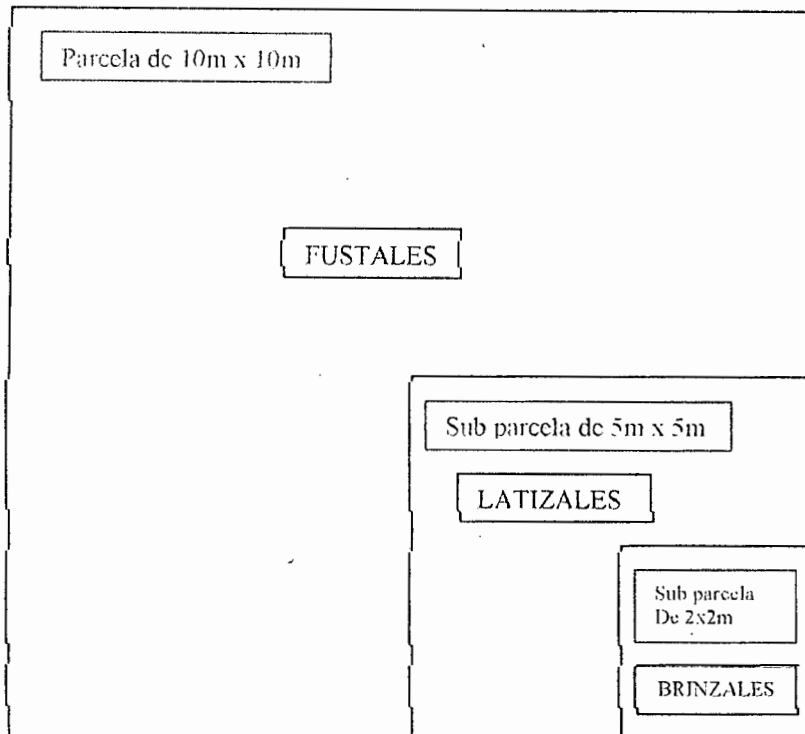 Parcela de 10m x 10m
FUSTALES
Sub parcela de 5m x 5m
LATIZALES
Sub parcela
De 2x2m
BRINZALES